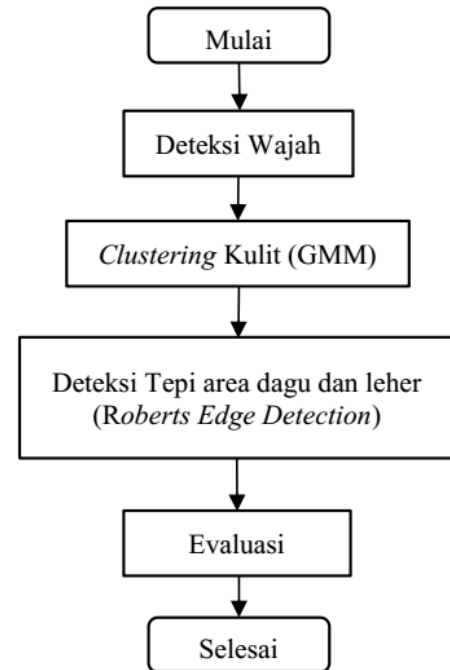 Mulai
Deteksi Wajah
Clustering Kulit (GMM)
Deteksi Tepi area dagu dan leher
(Roberts Edge Detection)
Evaluasi
Selesai